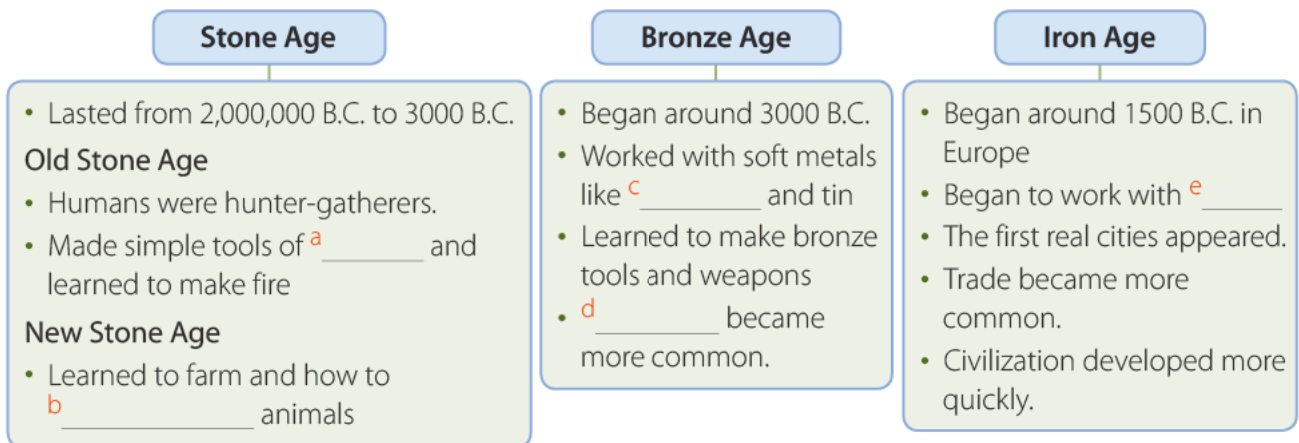 Stone Age
• Lasted from 2,000,000 B.C. to 3000 B.C.
Old Stone Age
• Humans were hunter-gatherers.
• Made simple tools of a________ and
learned to make fire
New Stone Age
• Learned to farm and how to
b________________ animals
Bronze Age
• Began around 3000 B.C.
• Worked with soft metals
like c__________ and tin
• Learned to make bronze
tools and weapons
• d__________ became
more common.
Iron Age
• Began around 1500 B.C. in
Europe
• Began to work with e______
• The first real cities appeared.
• Trade became more
common.
• Civilization developed more
quickly.